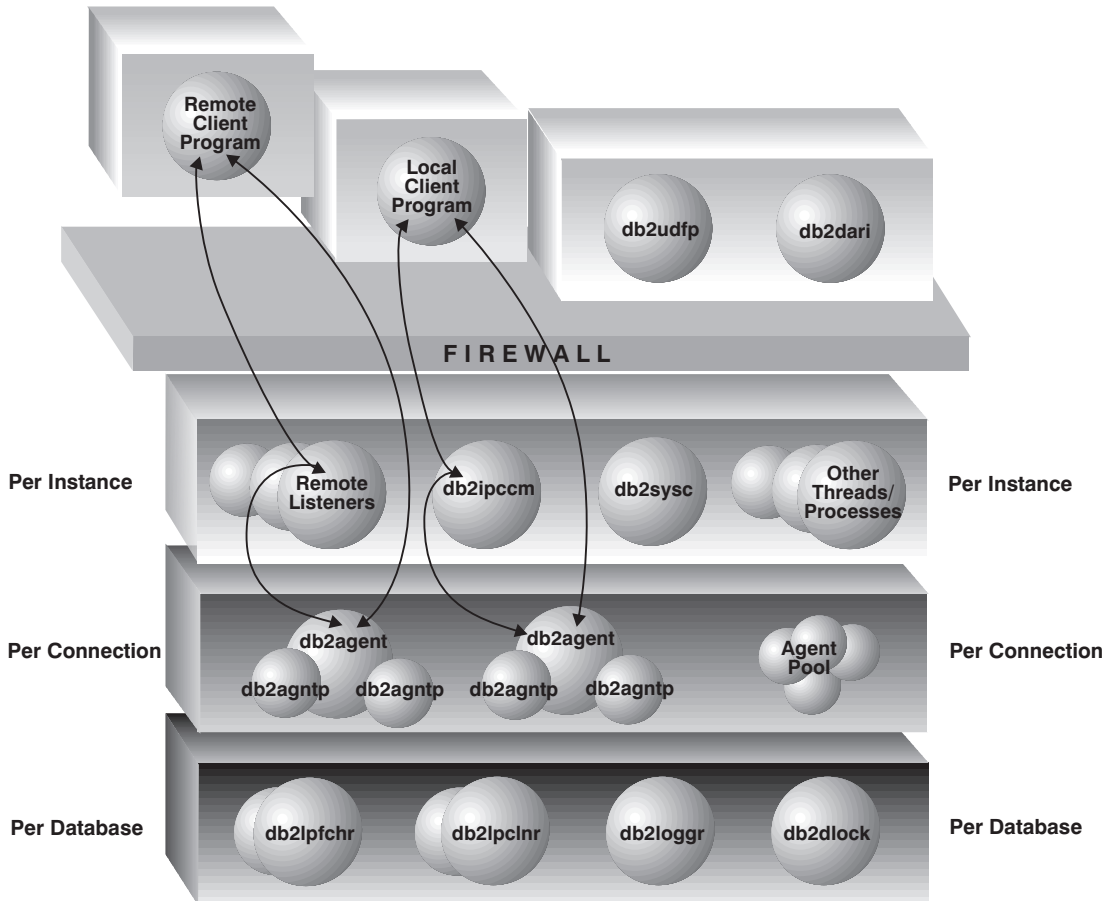 Remote
Client
Program
Local
Client
Program
db2udfp
db2dari
FIREWALL
Per Instance
Remote
Listeners
db2ipccm
db2sysc
Other
Threads/
Processes
Per Instance
Per Connection
db2agent
db2agntp
db2agntp
db2agent
db2agntp
db2agntp
Agent
Pool
Per Connection
Per Database
db2lpfchr
db2lpclnr
db2loggr
db2dlock
Per Database